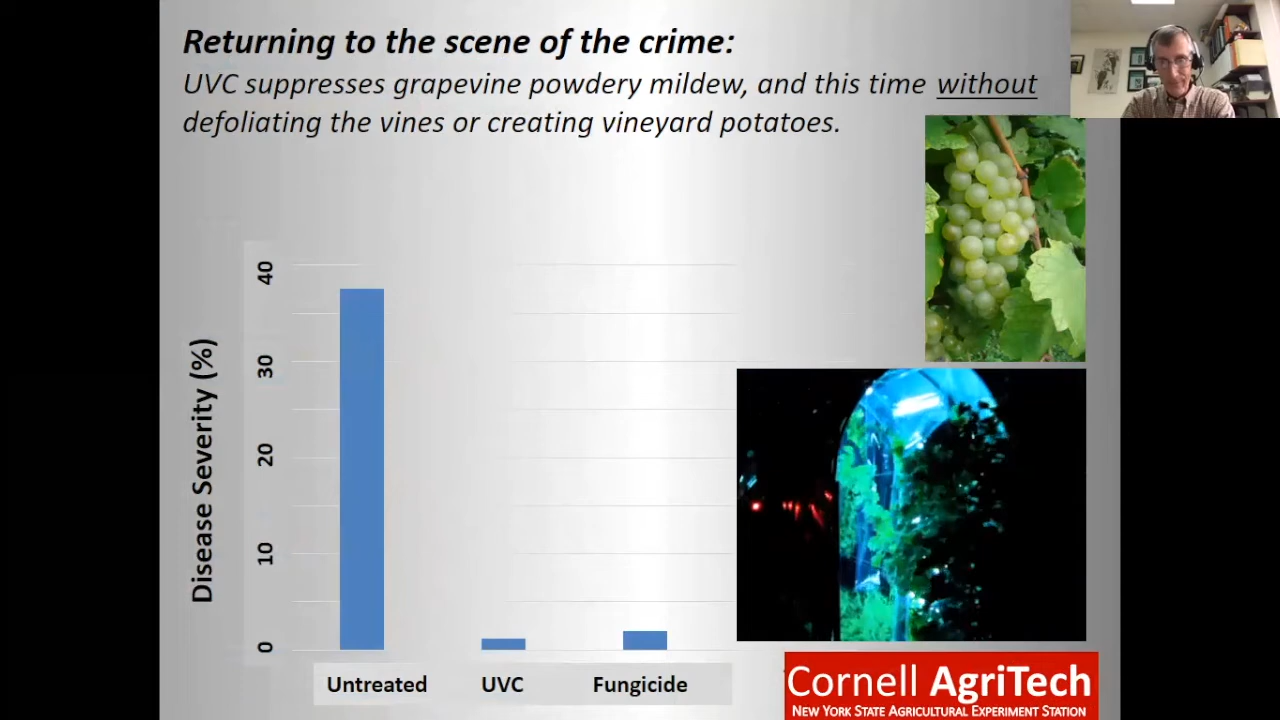 Returning to the scene of the crime:
UVC suppresses grapevine powdery mildew, and this time without
defoliating the vines or creating vineyard potatoes.
Disease Severity (%)
40
30
20
10
0
Untreated UVC Fungicide
Cornell AgriTech
NEW YORK STATE AGRICULTURAL EXPERIMENT STATION